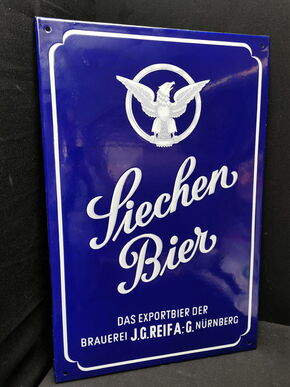 Siechen
Bier
DAS EXPORTBIER DER
BRAUEREI J.G.REIF A.-G. NÜRNBERG